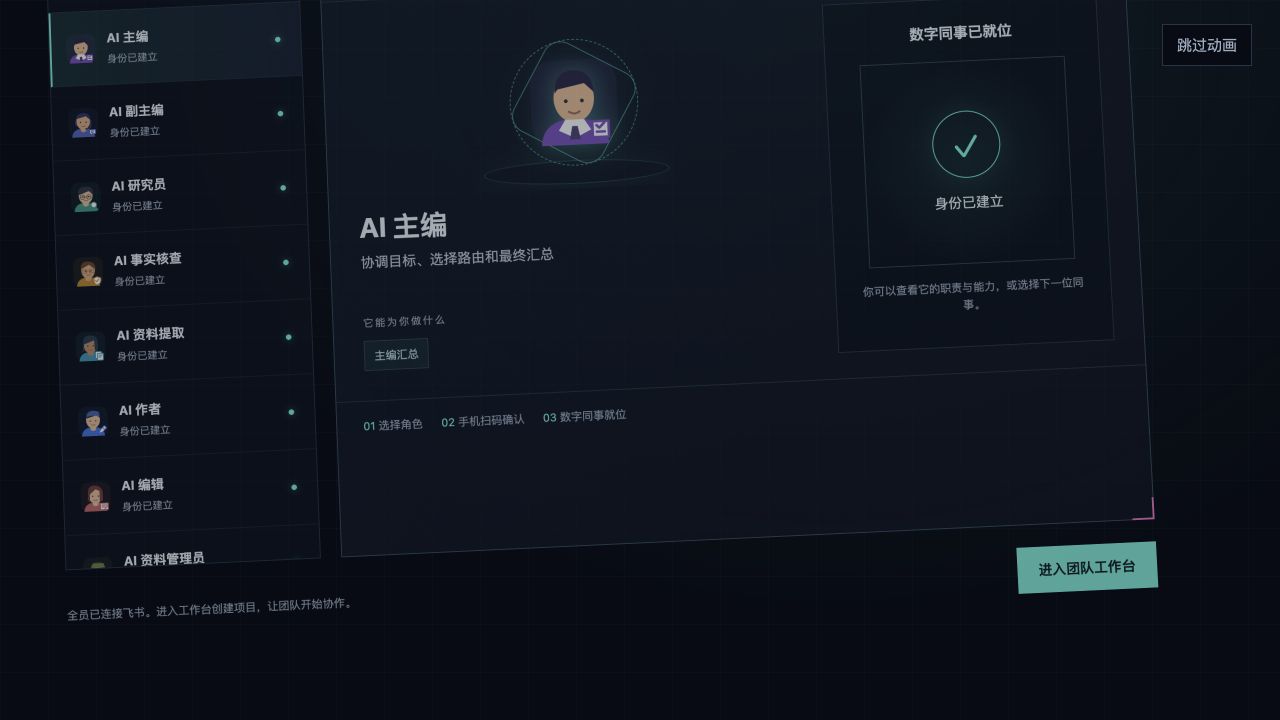 AI 主编
身份已建立
AI 副主编
身份已建立
AI 研究员
身份已建立
AI 事实核查
身份已建立
AI 资料提取
身份已建立
AI 作者
身份已建立
AI 编辑
身份已建立
AI 资料管理员
AI 主编
协调目标、选择路由和最终汇总
它能为你做什么
主编汇总
01 选择角色 02 手机扫码确认 03 数字同事就位
数字同事已就位
身份已建立
你可以查看它的职责与能力，或选择下一位同
事。
跳过动画
全员已连接飞书。进入工作台创建项目，让团队开始协作。
进入团队工作台